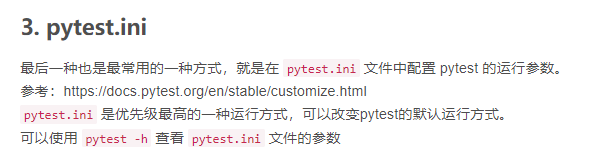 3. pytest.ini
最后一种也是最常用的一种方式，就是在 pytest.ini 文件中配置 pytest 的运行参数。
参考：https://docs.pytest.org/en/stable/customize.html
pytest.ini 是优先级最高的一种运行方式，可以改变pytest的默认运行方式。
可以使用 pytest -h 查看 pytest.ini 文件的参数